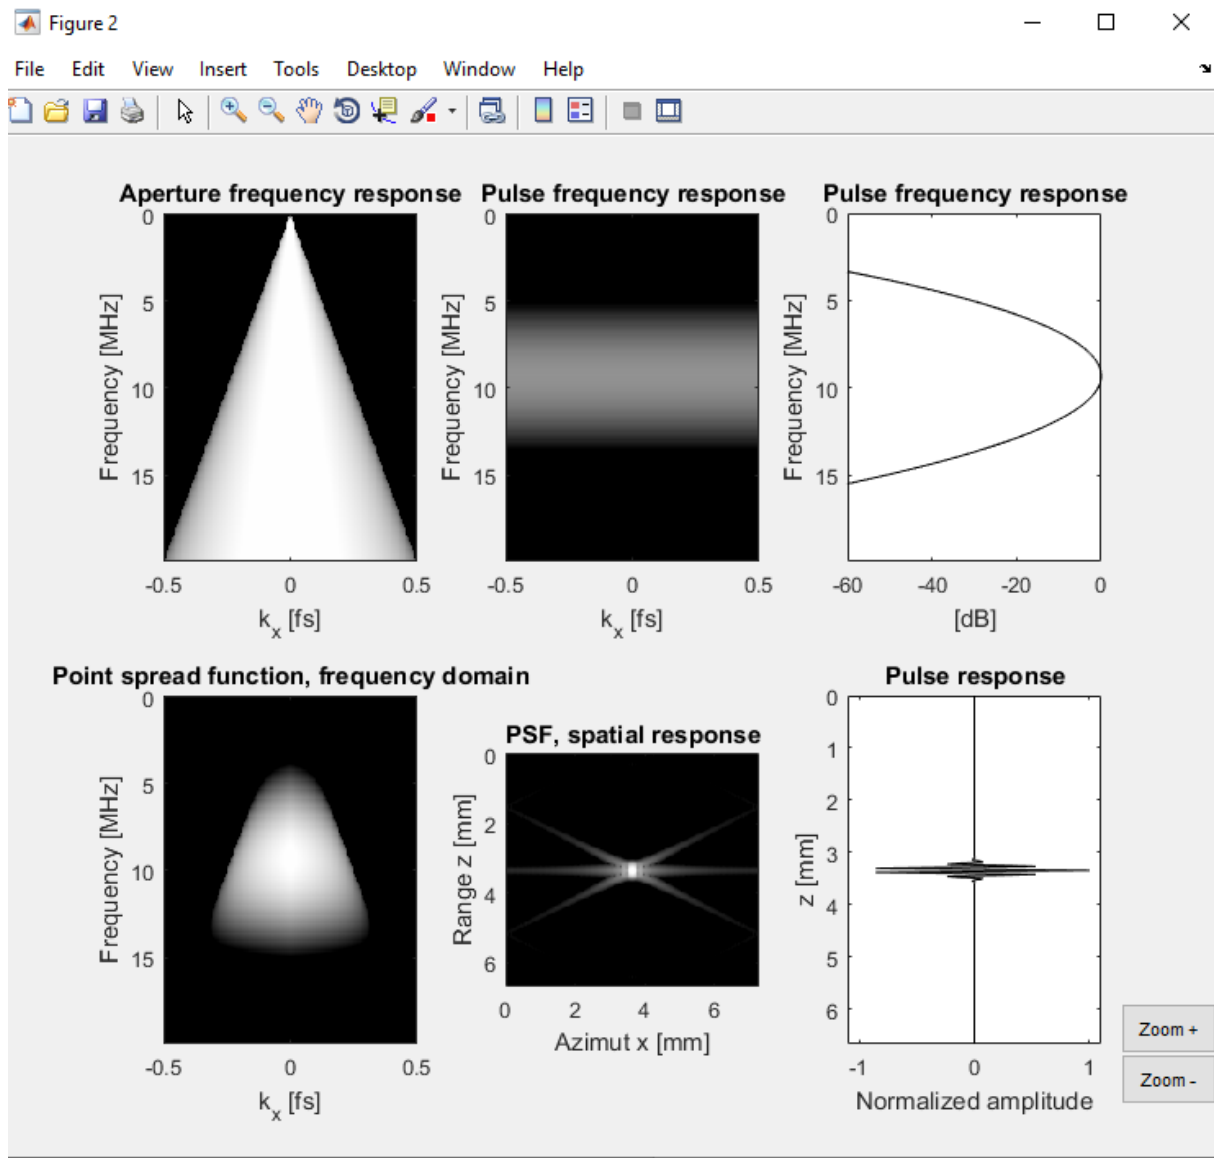 Figure 2
File Edit View Insert Tools Desktop Window Help
Aperture frequency response
0
5
10
15
Frequency [MHz]
-0.5 0 0.5
k_x [fs]
Pulse frequency response
0
5
10
15
Frequency [MHz]
-0.5 0 0.5
k_x [fs]
Pulse frequency response
0
5
10
15
Frequency [MHz]
-60 -40 -20 0
[dB]
Point spread function, frequency domain
0
5
10
15
Frequency [MHz]
-0.5 0 0.5
k_x [fs]
PSF, spatial response
0
2
4
6
Range z [mm]
0 2 4 6
Azimut x [mm]
Pulse response
0
1
2
3
4
5
6
z [mm]
-1 0 1
Normalized amplitude
Zoom +
Zoom -